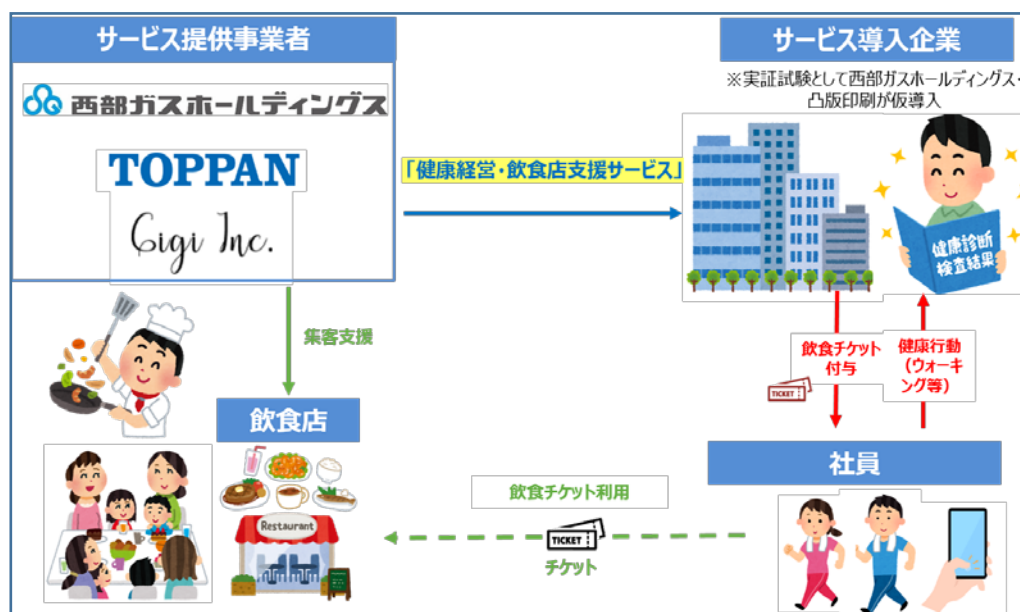 サービス提供事業者
西部ガスホールディングス
TOPPAN
Gigi Inc.
「健康経営・飲食店支援サービス」
サービス導入企業
※実証試験として西部ガスホールディングス・
凸版印刷が仮導入
健康診断
検査結果
集客支援
飲食チケット
付与
TICKET
健康行動
（ウォーキ
ング等）
飲食店
Restaurant
社員
飲食チケット利用
TICKET
チケット